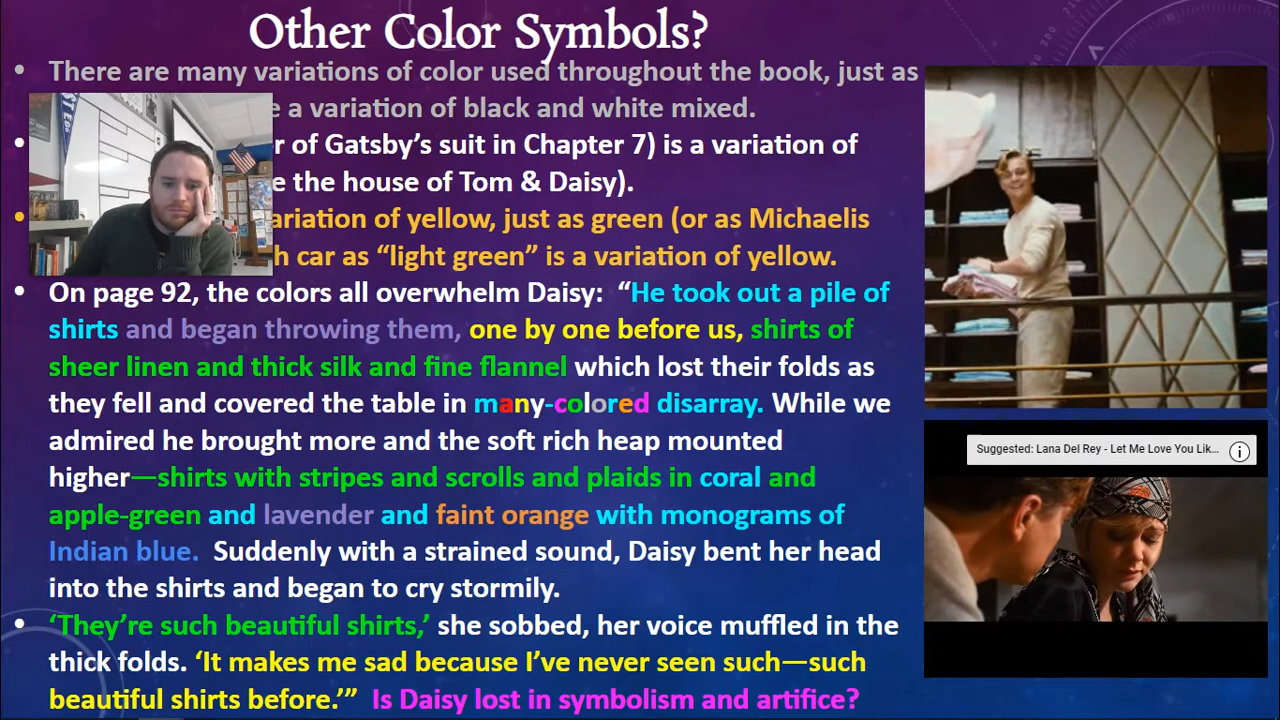 Other Color Symbols?
There are many variations of color used throughout the book, just as
e a variation of black and white mixed.
r of Gatsby’s suit in Chapter 7) is a variation of
e the house of Tom & Daisy).
ariation of yellow, just as green (or as Michaelis
h car as “light green” is a variation of yellow.
On page 92, the colors all overwhelm Daisy: “He took out a pile of
shirts and began throwing them, one by one before us, shirts of
sheer linen and thick silk and fine flannel which lost their folds as
they fell and covered the table in many-colored disarray. While we
admired he brought more and the soft rich heap mounted
higher—shirts with stripes and scrolls and plaids in coral and
apple-green and lavender and faint orange with monograms of
Indian blue. Suddenly with a strained sound, Daisy bent her head
into the shirts and began to cry stormily.
‘They’re such beautiful shirts,’ she sobbed, her voice muffled in the
thick folds. ‘It makes me sad because I’ve never seen such—such
beautiful shirts before.’” Is Daisy lost in symbolism and artifice?
Suggested: Lana Del Rey - Let Me Love You Lik...